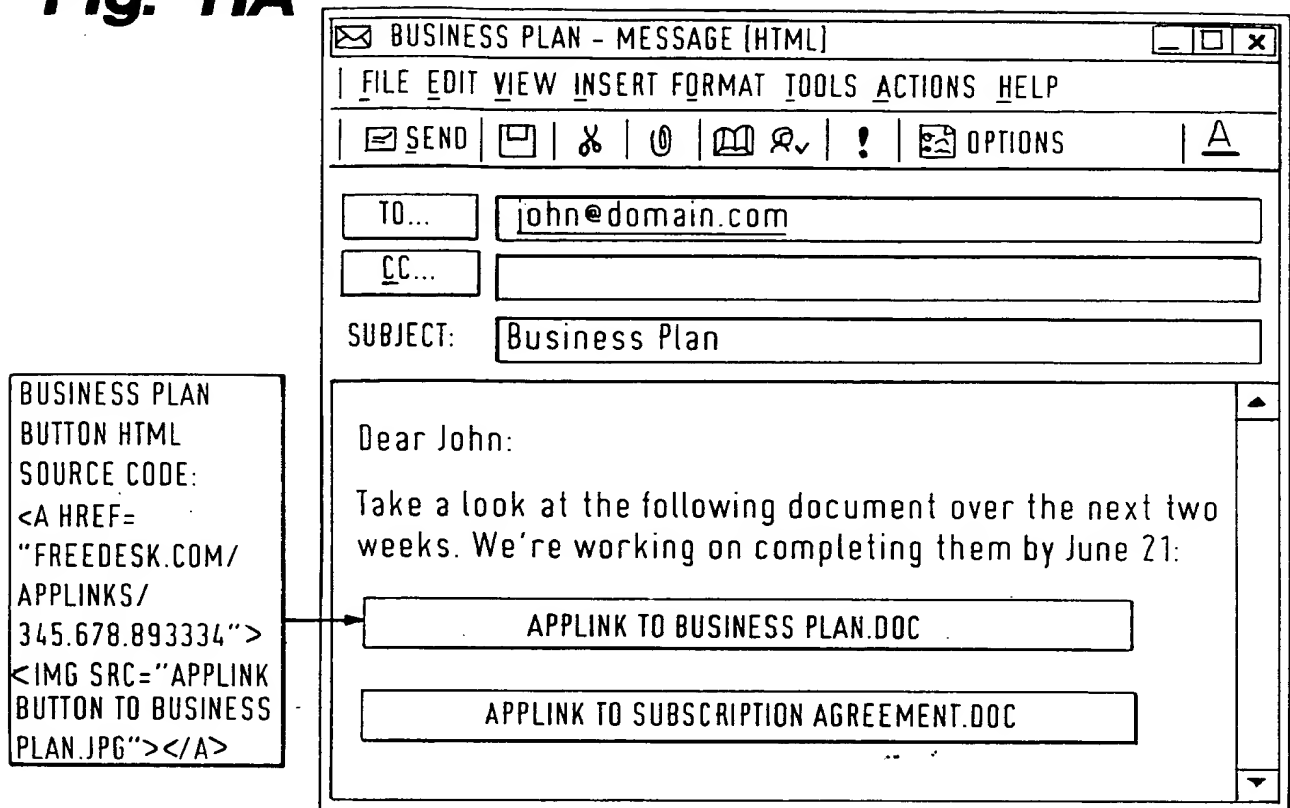 Fig. 11A
BUSINESS PLAN - MESSAGE (HTML)
FILE EDIT VIEW INSERT FORMAT TOOLS ACTIONS HELP
SEND ! OPTIONS A
TO... john@domain.com
CC...
SUBJECT: Business Plan
BUSINESS PLAN
BUTTON HTML
SOURCE CODE:
<A HREF=
"FREEDESK.COM/
APPLINKS/
345.678.893334">
<IMG SRC="APPLINK
BUTTON TO BUSINESS
PLAN.JPG"></A>
Dear John:
Take a look at the following document over the next two
weeks. We're working on completing them by June 21:
APPLINK TO BUSINESS PLAN.DOC
APPLINK TO SUBSCRIPTION AGREEMENT.DOC